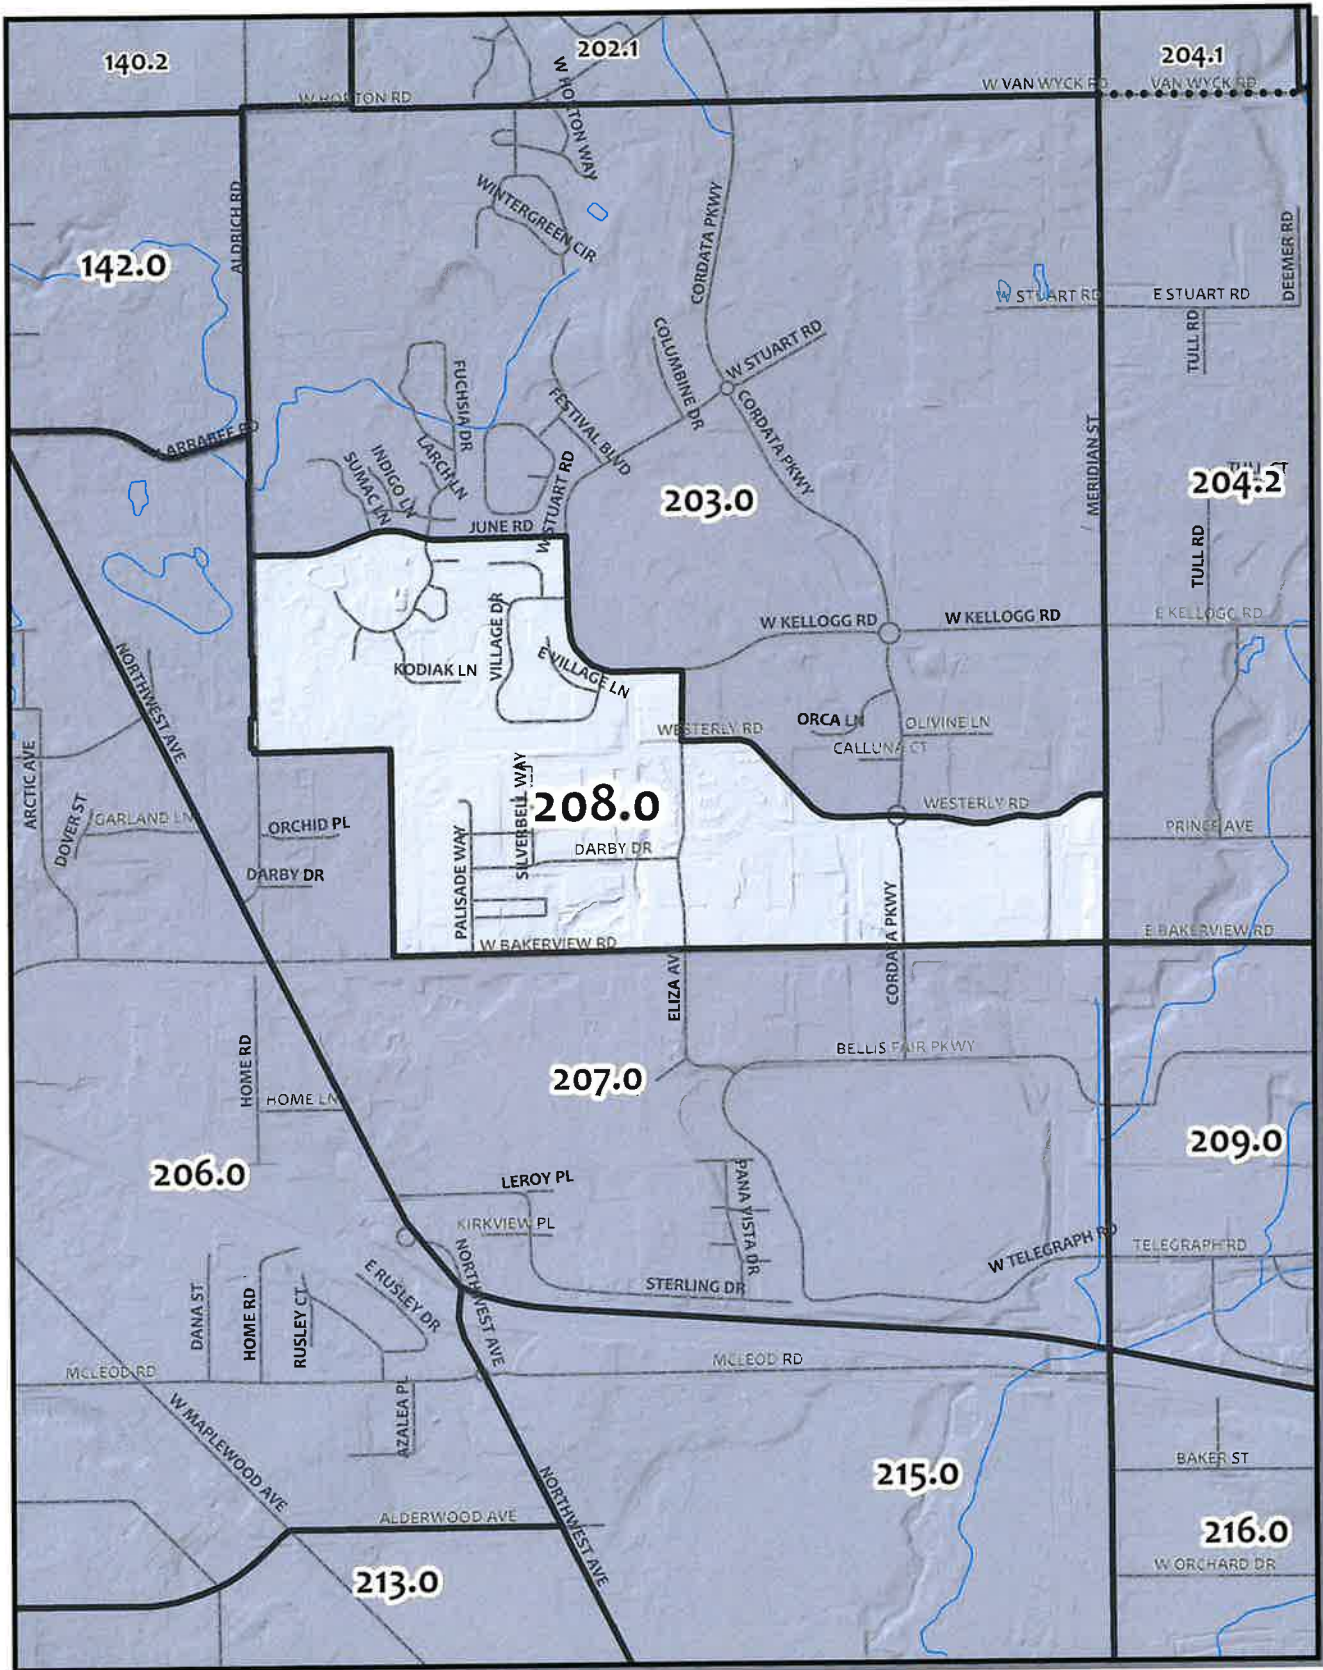 140.2
202.1
204.1
W HORTON RD
W HORTON WAY
W VAN WYCK RD
VAN WYCK RD
ALDRICH RD
WINTERGREEN CIR
CORDATA PKWY
142.0
DEEMER RD
W STUART RD
E STUART RD
TULL RD
COLUMBINE DR
W STUART RD
FUCHSIA DR
FESTIVAL BLVD
CORDATA PKWY
MERIDIAN ST
LARRABEE RD
INDIGO LN
LARCH LN
SUMAC LN
W STUART RD
203.0
TULL CT
204.2
JUNE RD
TULL RD
VILLAGE DR
W KELLOGG RD
W KELLOGG RD
E KELLOGG RD
KODIAK LN
E VILLAGE LN
NORTHWEST AVE
WESTERLY RD
ORCA LN
OLIVINE LN
CALLUNA CT
ARCTIC AVE
SILVERBELL WAY
208.0
WESTERLY RD
DOVER ST
GARLAND LN
ORCHID PL
PRINCE AVE
DARBY DR
DARBY DR
PALISADE WAY
CORDATA PKWY
W BAKERVIEW RD
E BAKERVIEW RD
ELIZA AV
CORDATA PKWY
BELLIS FAIR PKWY
HOME RD
HOME LN
207.0
206.0
209.0
LEROY PL
KIRKVIEW PL
PANA VISTA DR
W TELEGRAPH RD
TELEGRAPH RD
STERLING DR
E RUSLEY DR
NORTHWEST AVE
DANA ST
HOME RD
RUSLEY CT
MCLEOD RD
MCLEOD RD
AZALEA PL
W MAPLEWOOD AVE
BAKER ST
215.0
NORTHWEST AVE
ALDERWOOD AVE
216.0
W ORCHARD DR
213.0